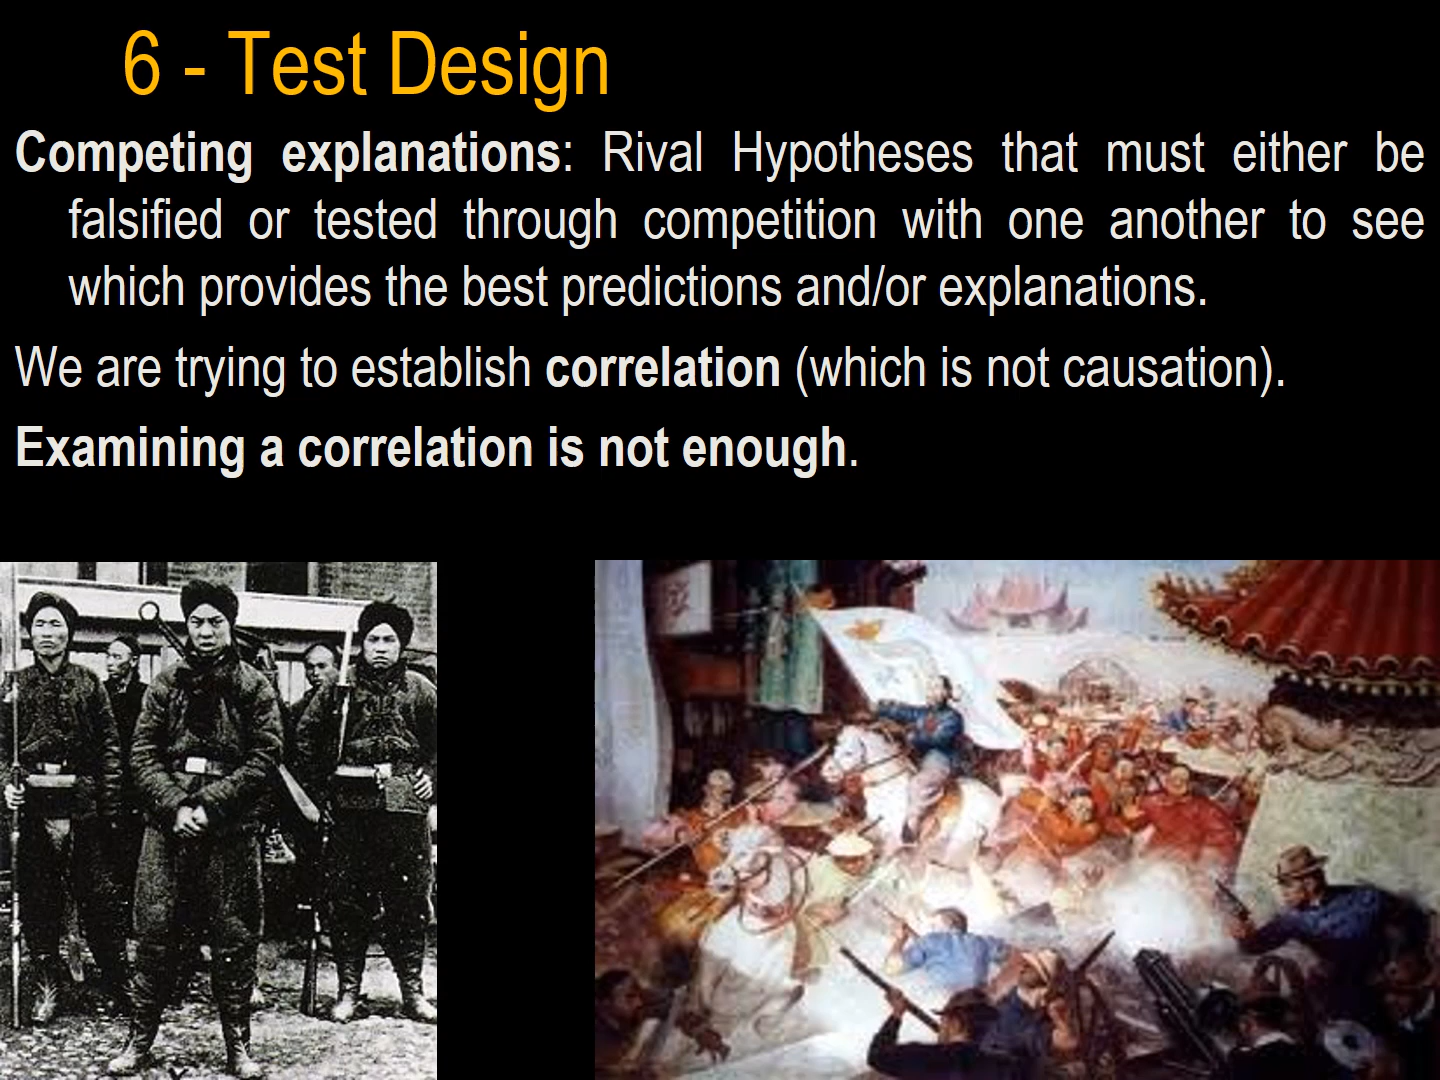 6 - Test Design
Competing explanations: Rival Hypotheses that must either be
falsified or tested through competition with one another to see
which provides the best predictions and/or explanations.
We are trying to establish correlation (which is not causation).
Examining a correlation is not enough.